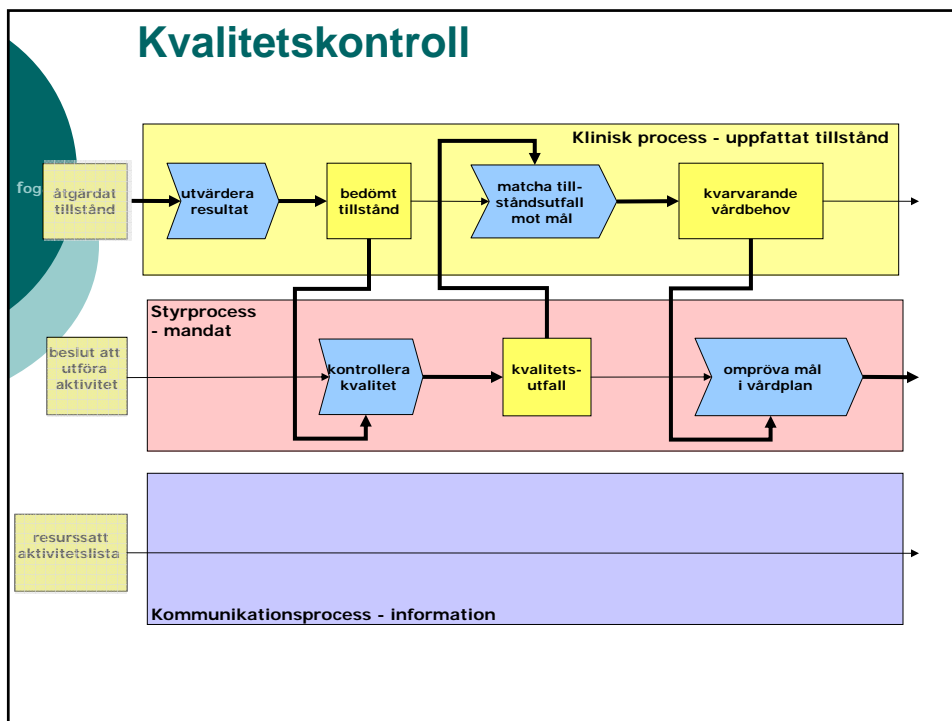 Kvalitetskontroll
Klinisk process - uppfattat tillstånd
fog
åtgärdat
tillstånd
utvärdera
resultat
bedömt
tillstånd
matcha till-
ståndsutfall
mot mål
kvarvarande
vårdbehov
Styrprocess
- mandat
beslut att
utföra
aktivitet
kontrollera
kvalitet
kvalitets-
utfall
ompröva mål
i vårdplan
resurssatt
aktivitetslista
Kommunikationsprocess - information